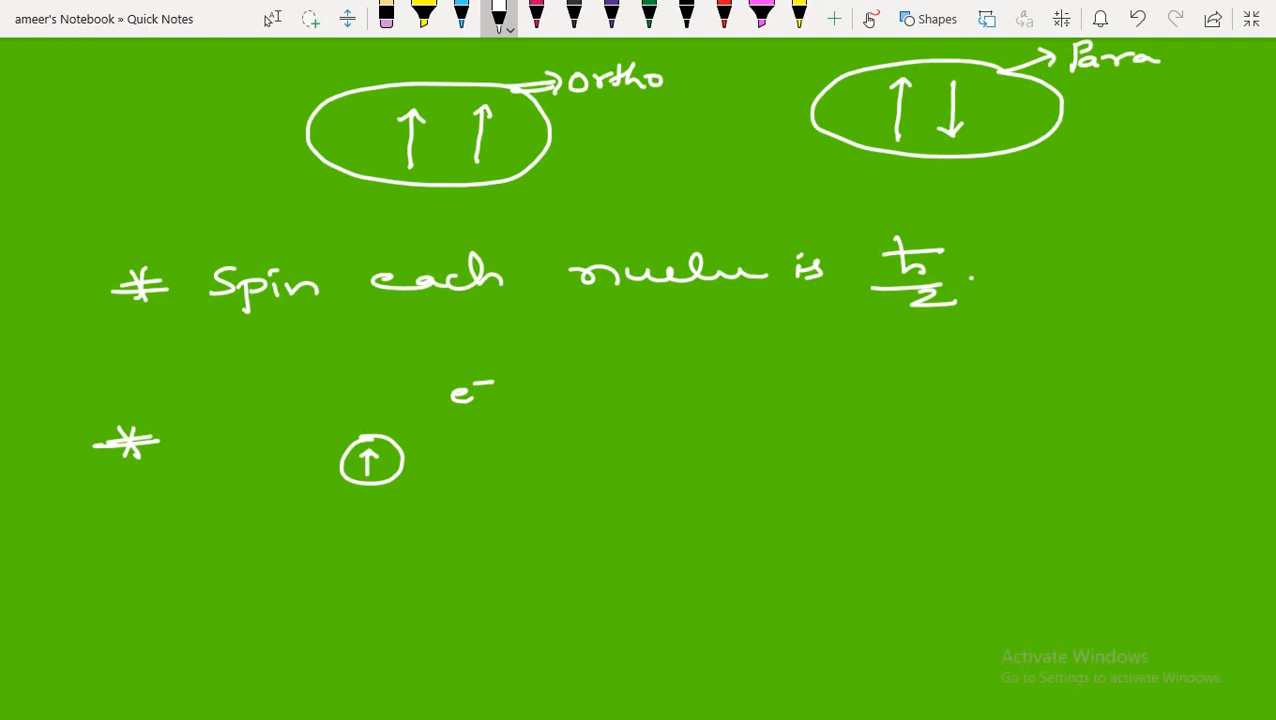 ameer's Notebook » Quick Notes
Shapes
Ortho
Para
* Spin each nuelu is ħ/2.
e⁻
*
Activate Windows
Go to Settings to activate Windows.